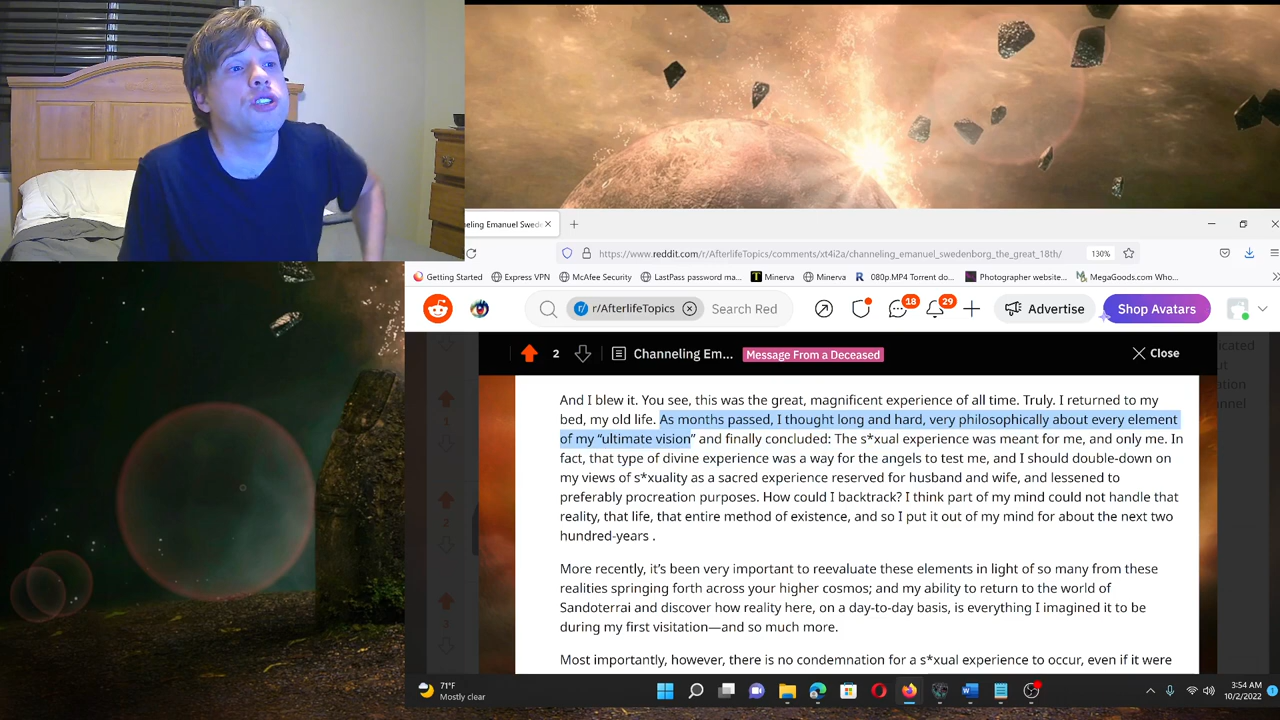 neling Emanuel Swed
https://www.reddit.com/r/AfterlifeTopics/comments/xt4i2a/channeling_emanuel_swedenborg_the_great_18th/
130%
Getting Started
Express VPN
McAfee Security
LastPass password ma...
Minerva
Minerva
080p.MP4 Torrent do...
Photographer website...
MegaGoods.com Who...
r/AfterlifeTopics
Search Red
18
29
Advertise
Shop Avatars
2
Channeling Em...
Message From a Deceased
Close
And I blew it. You see, this was the great, magnificent experience of all time. Truly. I returned to my
bed, my old life. As months passed, I thought long and hard, very philosophically about every element
of my “ultimate vision” and finally concluded: The s*xual experience was meant for me, and only me. In
fact, that type of divine experience was a way for the angels to test me, and I should double-down on
my views of s*xuality as a sacred experience reserved for husband and wife, and lessened to
preferably procreation purposes. How could I backtrack? I think part of my mind could not handle that
reality, that life, that entire method of existence, and so I put it out of my mind for about the next two
hundred-years .
More recently, it’s been very important to reevaluate these elements in light of so many from these
realities springing forth across your higher cosmos; and my ability to return to the world of
Sandoterrai and discover how reality here, on a day-to-day basis, is everything I imagined it to be
during my first visitation—and so much more.
Most importantly, however, there is no condemnation for a s*xual experience to occur, even if it were
71°F
Mostly clear
3:54 AM
10/2/2022